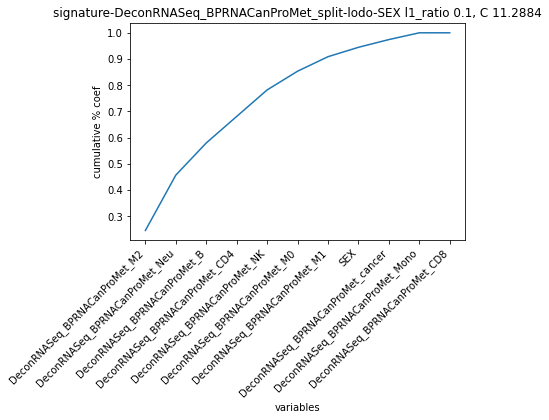 signature-DeconRNASeq_BPRNACanProMet_split-lodo-SEX l1_ratio 0.1, C 11.2884
cumulative % coef
1.0
0.9
0.8
0.7
0.6
0.5
0.4
0.3
DeconRNASeq_BPRNACanProMet_M2
DeconRNASeq_BPRNACanProMet_Neu
DeconRNASeq_BPRNACanProMet_B
DeconRNASeq_BPRNACanProMet_CD4
DeconRNASeq_BPRNACanProMet_NK
DeconRNASeq_BPRNACanProMet_M0
DeconRNASeq_BPRNACanProMet_M1
SEX
DeconRNASeq_BPRNACanProMet_cancer
DeconRNASeq_BPRNACanProMet_Mono
DeconRNASeq_BPRNACanProMet_CD8
variables